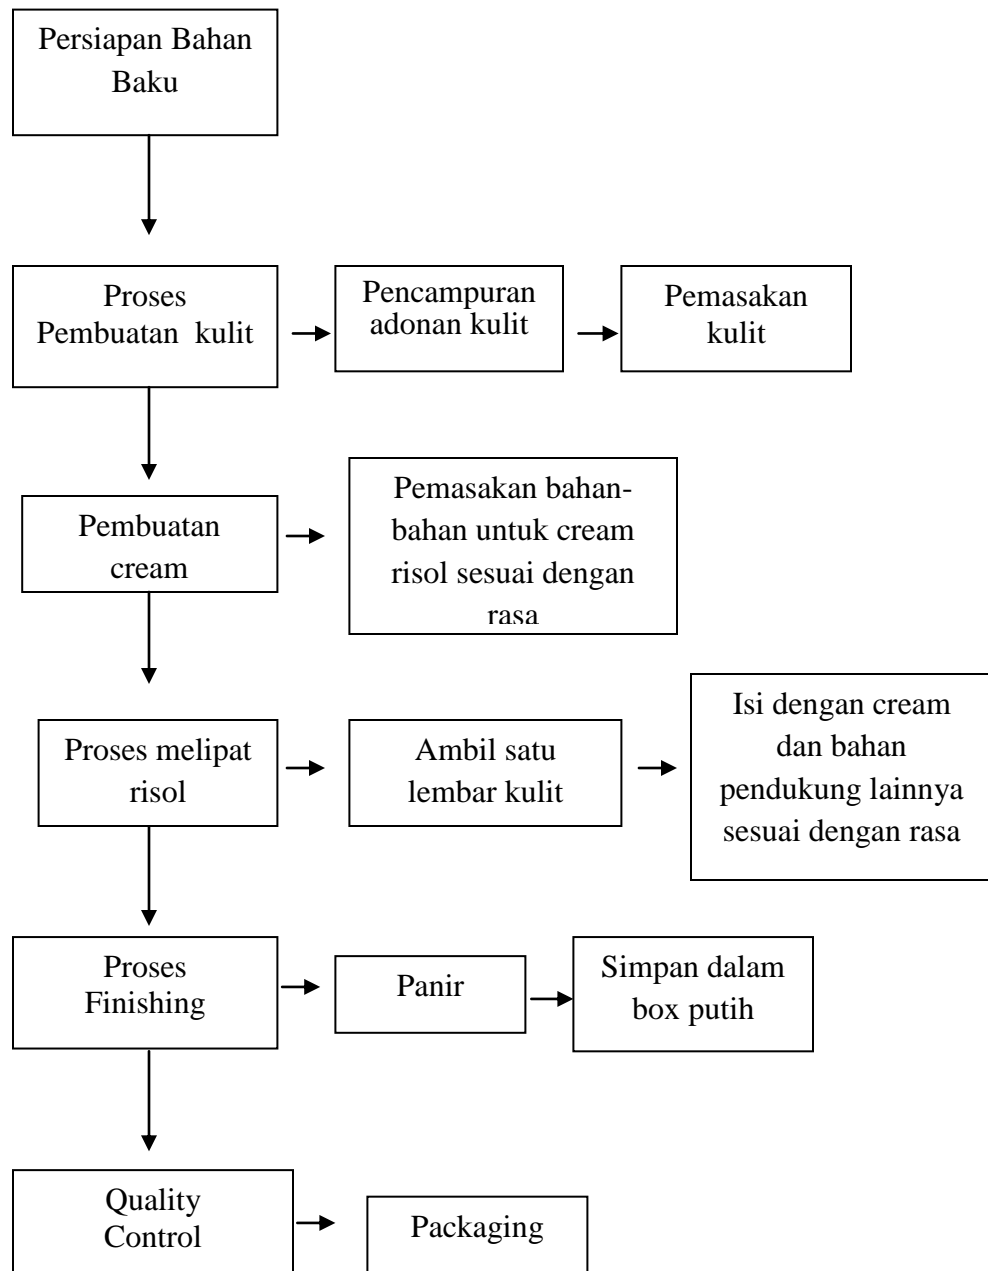 Persiapan Bahan
Baku
Proses
Pembuatan kulit
Pencampuran
adonan kulit
Pemasakan
kulit
Pembuatan
cream
Pemasakan bahan-
bahan untuk cream
risol sesuai dengan
rasa
Proses melipat
risol
Ambil satu
lembar kulit
Isi dengan cream
dan bahan
pendukung lainnya
sesuai dengan rasa
Proses
Finishing
Panir
Simpan dalam
box putih
Quality
Control
Packaging